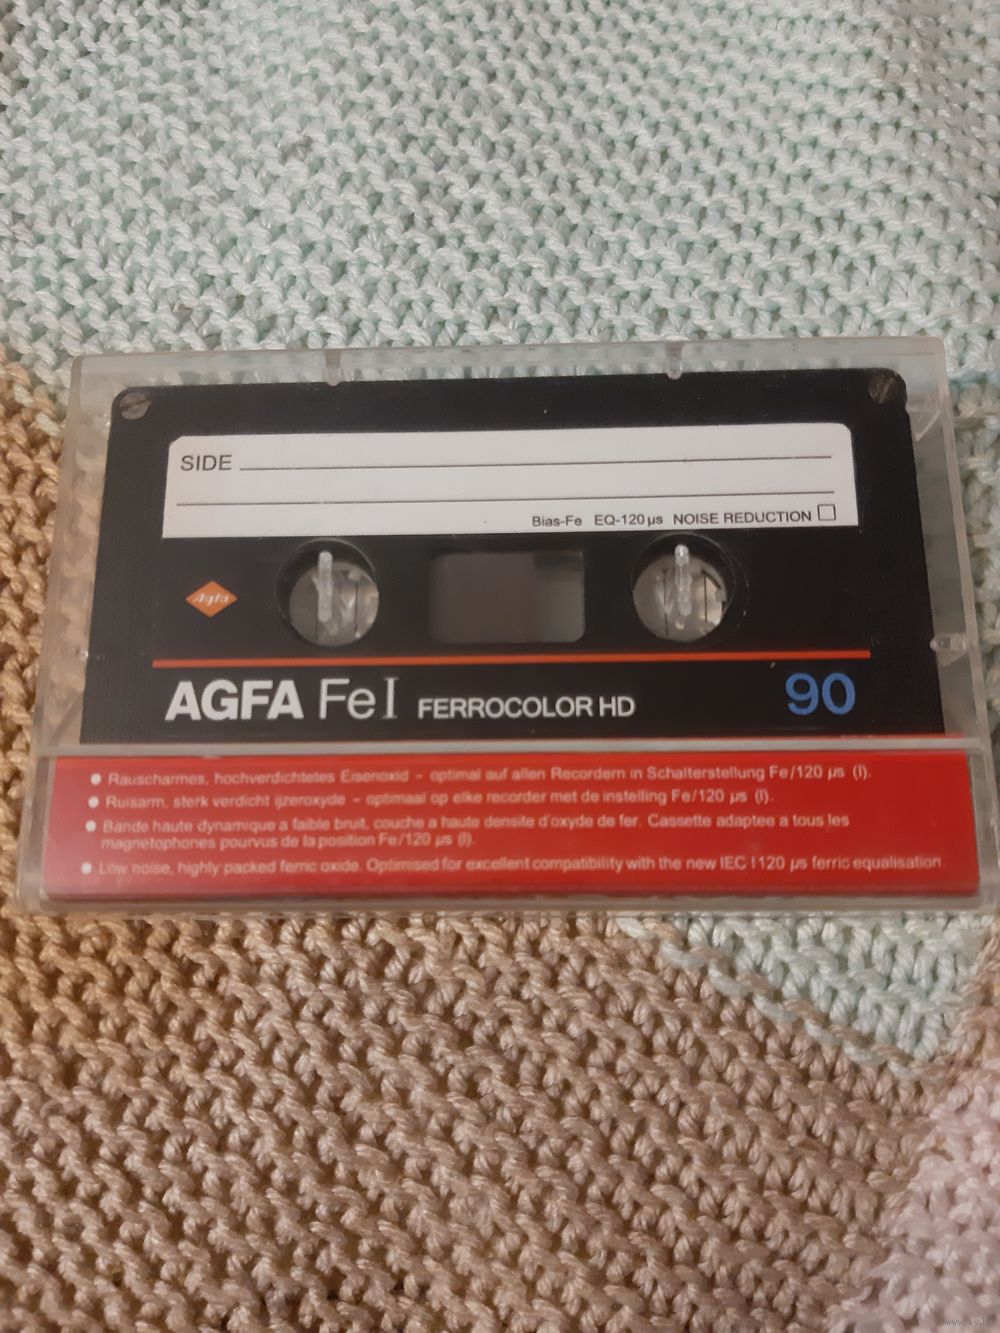 SIDE
Bias-Fe EQ-120 µs NOISE REDUCTION
Agfa
AGFA Fe I FERROCOLOR HD 90
● Rauscharmes, hochverdichtetes Eisenoxid – optimal auf allen Recordern in Schalterstellung Fe/120 µs (I).
● Ruisarm, sterk verdicht ijzeroxyde – optimaal op elke recorder met de instelling Fe/120 µs (I).
● Bande haute dynamique a faible bruit, couche a haute densite d'oxyde de fer. Cassette adaptee a tous les
magnetophones pourvus de la position Fe/120 µs (I).
● Low noise, highly packed ferric oxide. Optimised for excellent compatibility with the new IEC I 120 µs ferric equalisation.